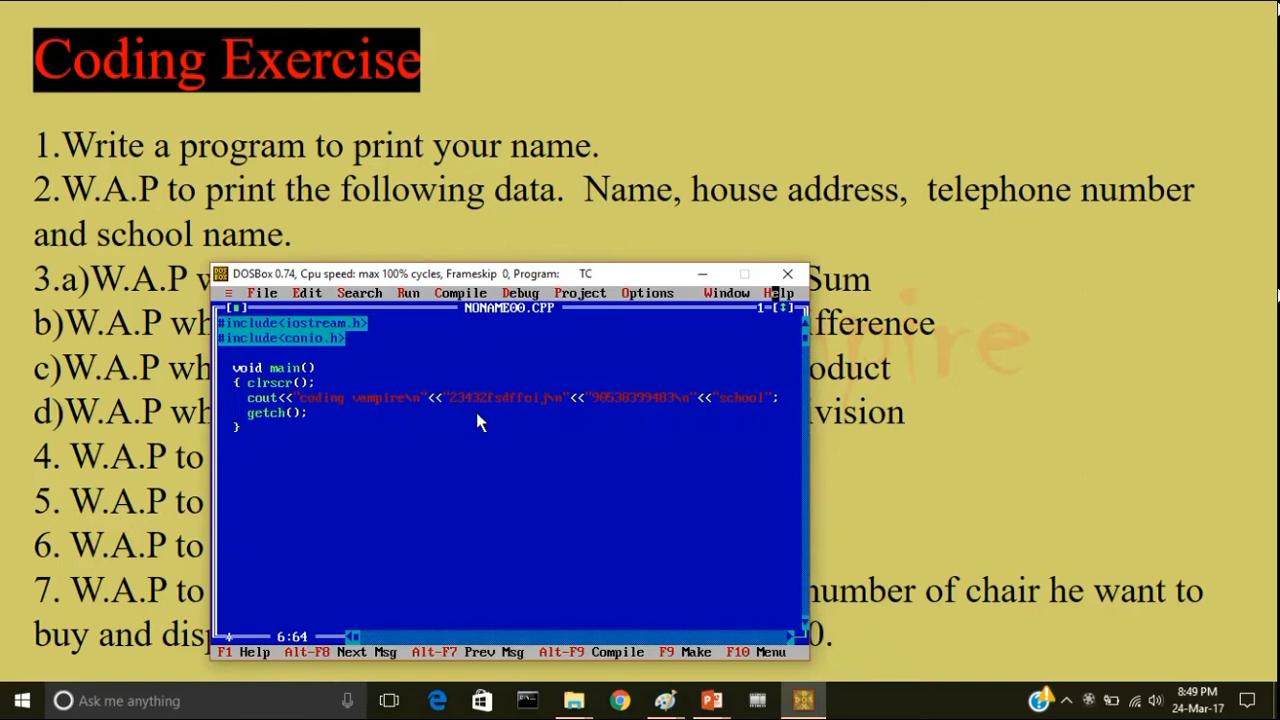 Coding Exercise
1.Write a program to print your name.
2.W.A.P to print the following data. Name, house address, telephone number
and school name.
3.a)W.A.P w Sum
b)W.A.P wh ifference
c)W.A.P wh oduct
d)W.A.P wh vision
4. W.A.P to
5. W.A.P to
6. W.A.P to
7. W.A.P to number of chair he want to
buy and disp 0.
pire
DOSBox 0.74, Cpu speed: max 100% cycles, Frameskip 0, Program: TC
File Edit Search Run Compile Debug Project Options Window Help
NONAME00.CPP 1
#include<iostream.h>
#include<conio.h>
void main()
{ clrscr();
cout<<"coding vampire\n"<<"23432fsdffoij\n"<<"90538399483\n"<<"school";
getch();
}
6:64
F1 Help Alt-F8 Next Msg Alt-F7 Prev Msg Alt-F9 Compile F9 Make F10 Menu
Ask me anything
8:49 PM
24-Mar-17